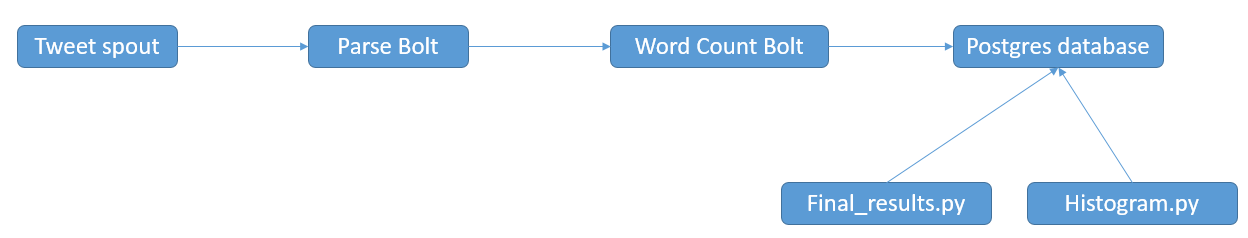 Tweet spout
Parse Bolt
Word Count Bolt
Postgres database
Final_results.py
Histogram.py